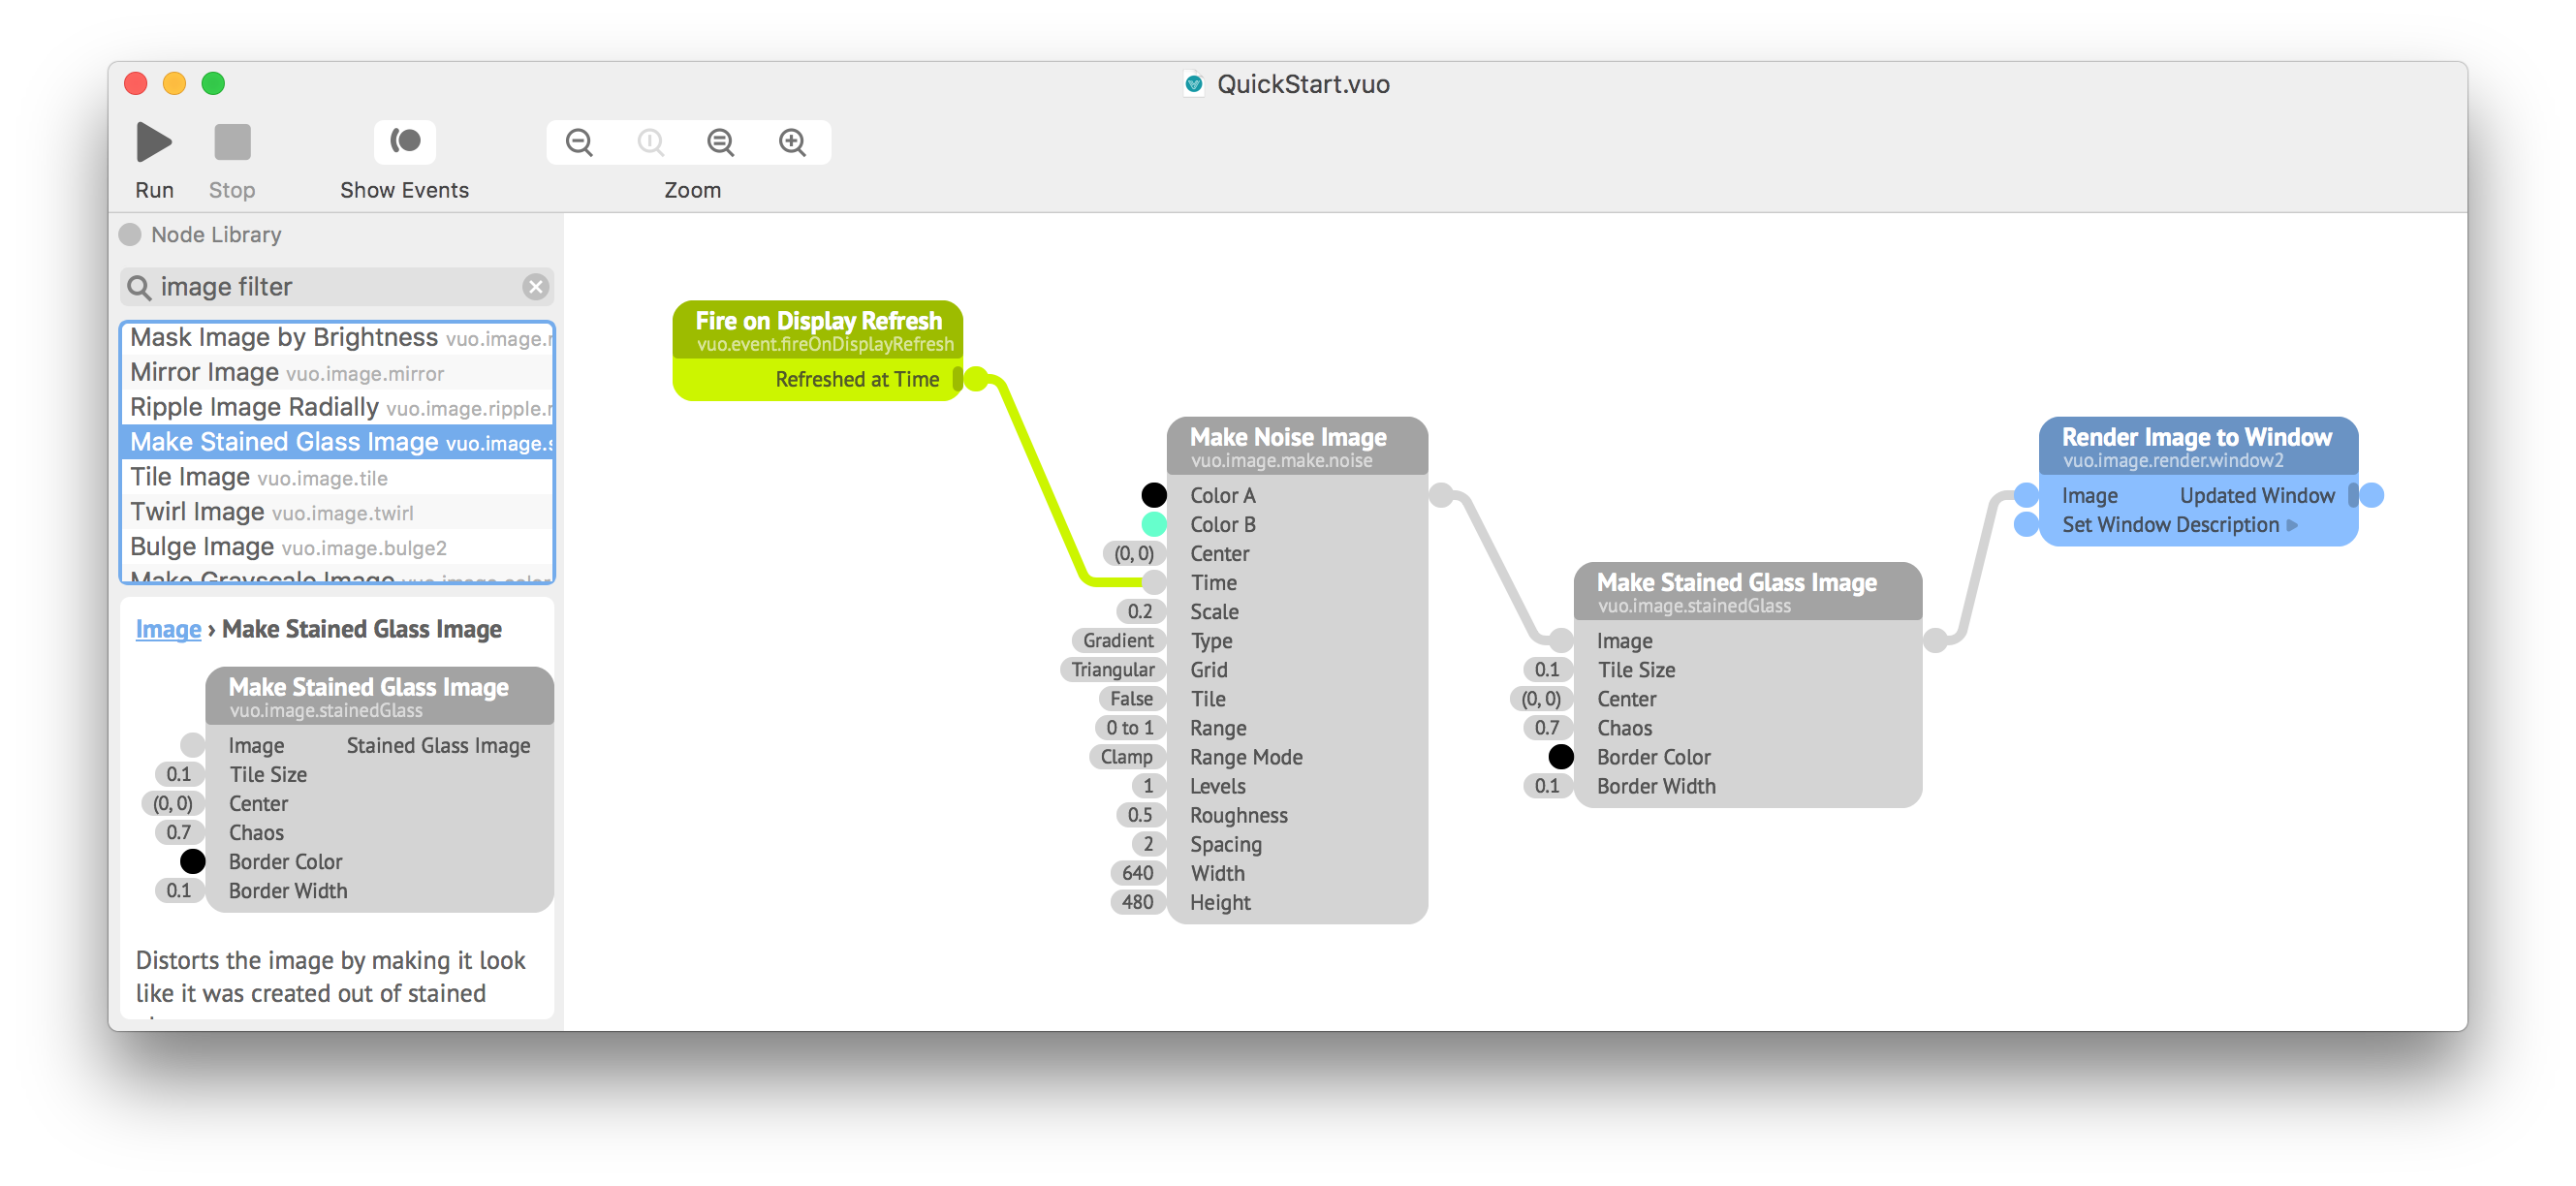 QuickStart.vuo
Run
Stop
Show Events
Zoom
Node Library
image filter
Mask Image by Brightness vuo.image.
Mirror Image vuo.image.mirror
Ripple Image Radially vuo.image.ripple.
Make Stained Glass Image vuo.image.
Tile Image vuo.image.tile
Twirl Image vuo.image.twirl
Bulge Image vuo.image.bulge2
Make Grayscale Image vuo.image.color
Image › Make Stained Glass Image
Make Stained Glass Image
vuo.image.stainedGlass
Image Stained Glass Image
0.1 Tile Size
(0, 0) Center
0.7 Chaos
Border Color
0.1 Border Width
Distorts the image by making it look
like it was created out of stained
Fire on Display Refresh
vuo.event.fireOnDisplayRefresh
Refreshed at Time
Make Noise Image
vuo.image.make.noise
Color A
Color B
(0, 0) Center
Time
0.2 Scale
Gradient Type
Triangular Grid
False Tile
0 to 1 Range
Clamp Range Mode
1 Levels
0.5 Roughness
2 Spacing
640 Width
480 Height
Make Stained Glass Image
vuo.image.stainedGlass
Image
0.1 Tile Size
(0, 0) Center
0.7 Chaos
Border Color
0.1 Border Width
Render Image to Window
vuo.image.render.window2
Image Updated Window
Set Window Description